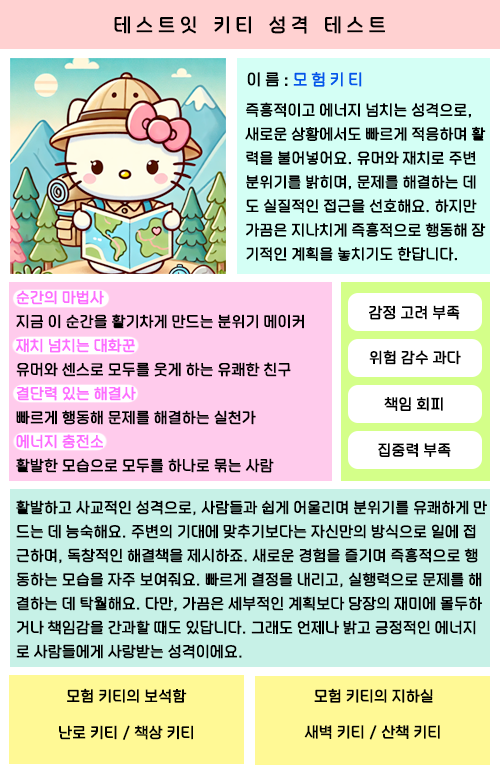 테스트잇 키티 성격 테스트
이름 : 모험키티
즉흥적이고 에너지 넘치는 성격으로,
새로운 상황에서도 빠르게 적응하며 활
력을 불어넣어요. 유머와 재치로 주변
분위기를 밝히며, 문제를 해결하는 데
도 실질적인 접근을 선호해요. 하지만
가끔은 지나치게 즉흥적으로 행동해 장
기적인 계획을 놓치기도 한답니다.
순간의 마법사
지금 이 순간을 활기차게 만드는 분위기 메이커
재치 넘치는 대화꾼
유머와 센스로 모두를 웃게 하는 유쾌한 친구
결단력 있는 해결사
빠르게 행동해 문제를 해결하는 실천가
에너지 충전소
활발한 모습으로 모두를 하나로 묶는 사람
감정 고려 부족
위험 감수 과다
책임 회피
집중력 부족
활발하고 사교적인 성격으로, 사람들과 쉽게 어울리며 분위기를 유쾌하게 만
드는 데 능숙해요. 주변의 기대에 맞추기보다는 자신만의 방식으로 일에 접
근하며, 독창적인 해결책을 제시하죠. 새로운 경험을 즐기며 즉흥적으로 행
동하는 모습을 자주 보여줘요. 빠르게 결정을 내리고, 실행력으로 문제를 해
결하는 데 탁월해요. 다만, 가끔은 세부적인 계획보다 당장의 재미에 몰두하
거나 책임감을 간과할 때도 있답니다. 그래도 언제나 밝고 긍정적인 에너지
로 사람들에게 사랑받는 성격이에요.
모험 키티의 보석함
난로 키티 / 책상 키티
모험 키티의 지하실
새벽 키티 / 산책 키티